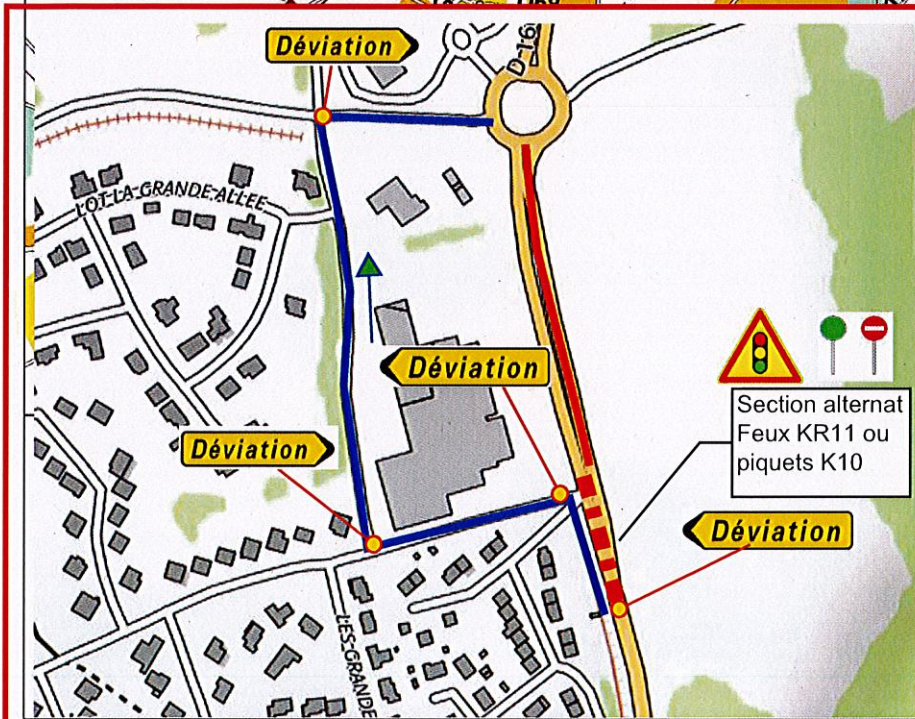 Déviation
D-16
LOT LA GRANDE ALLEE
Déviation
Déviation
Section alternat
Feux KR11 ou
piquets K10
Déviation
LES GRANDE